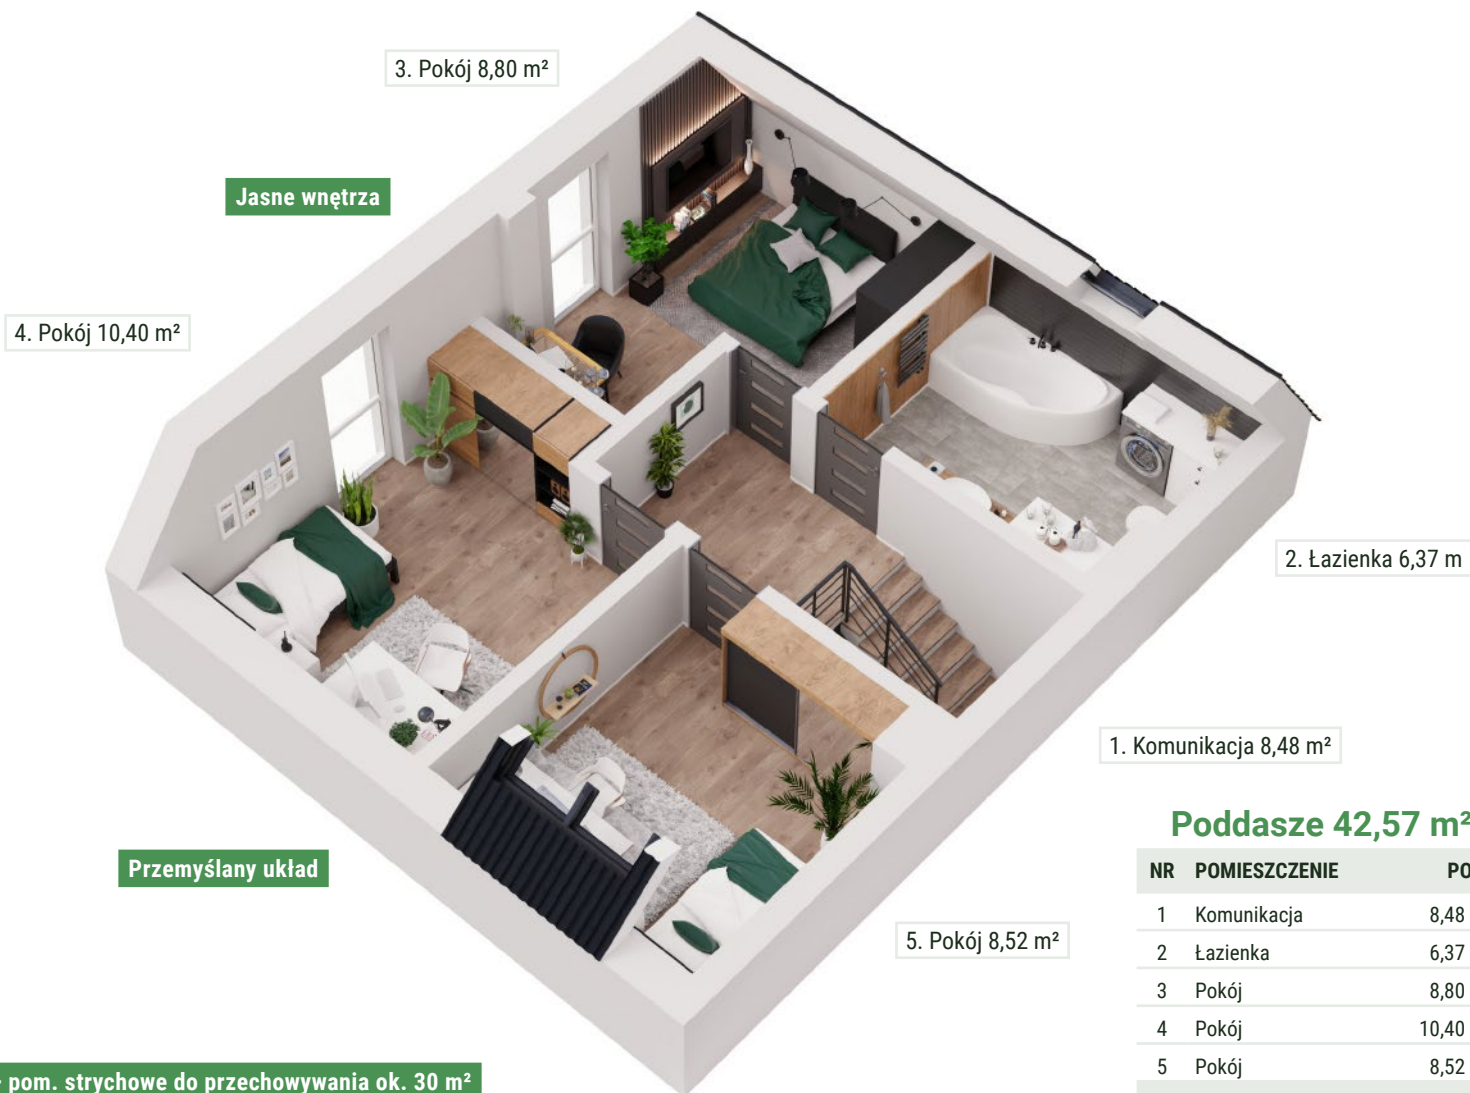 3. Pokój 8,80 m²
Jasne wnętrza
4. Pokój 10,40 m²
2. Łazienka 6,37 m
1. Komunikacja 8,48 m²
Poddasze 42,57 m²
NR POMIESZCZENIE PO
1 Komunikacja 8,48
2 Łazienka 6,37
3 Pokój 8,80
4 Pokój 10,40
5 Pokój 8,52
Przemyślany układ
5. Pokój 8,52 m²
pom. strychowe do przechowywania ok. 30 m²